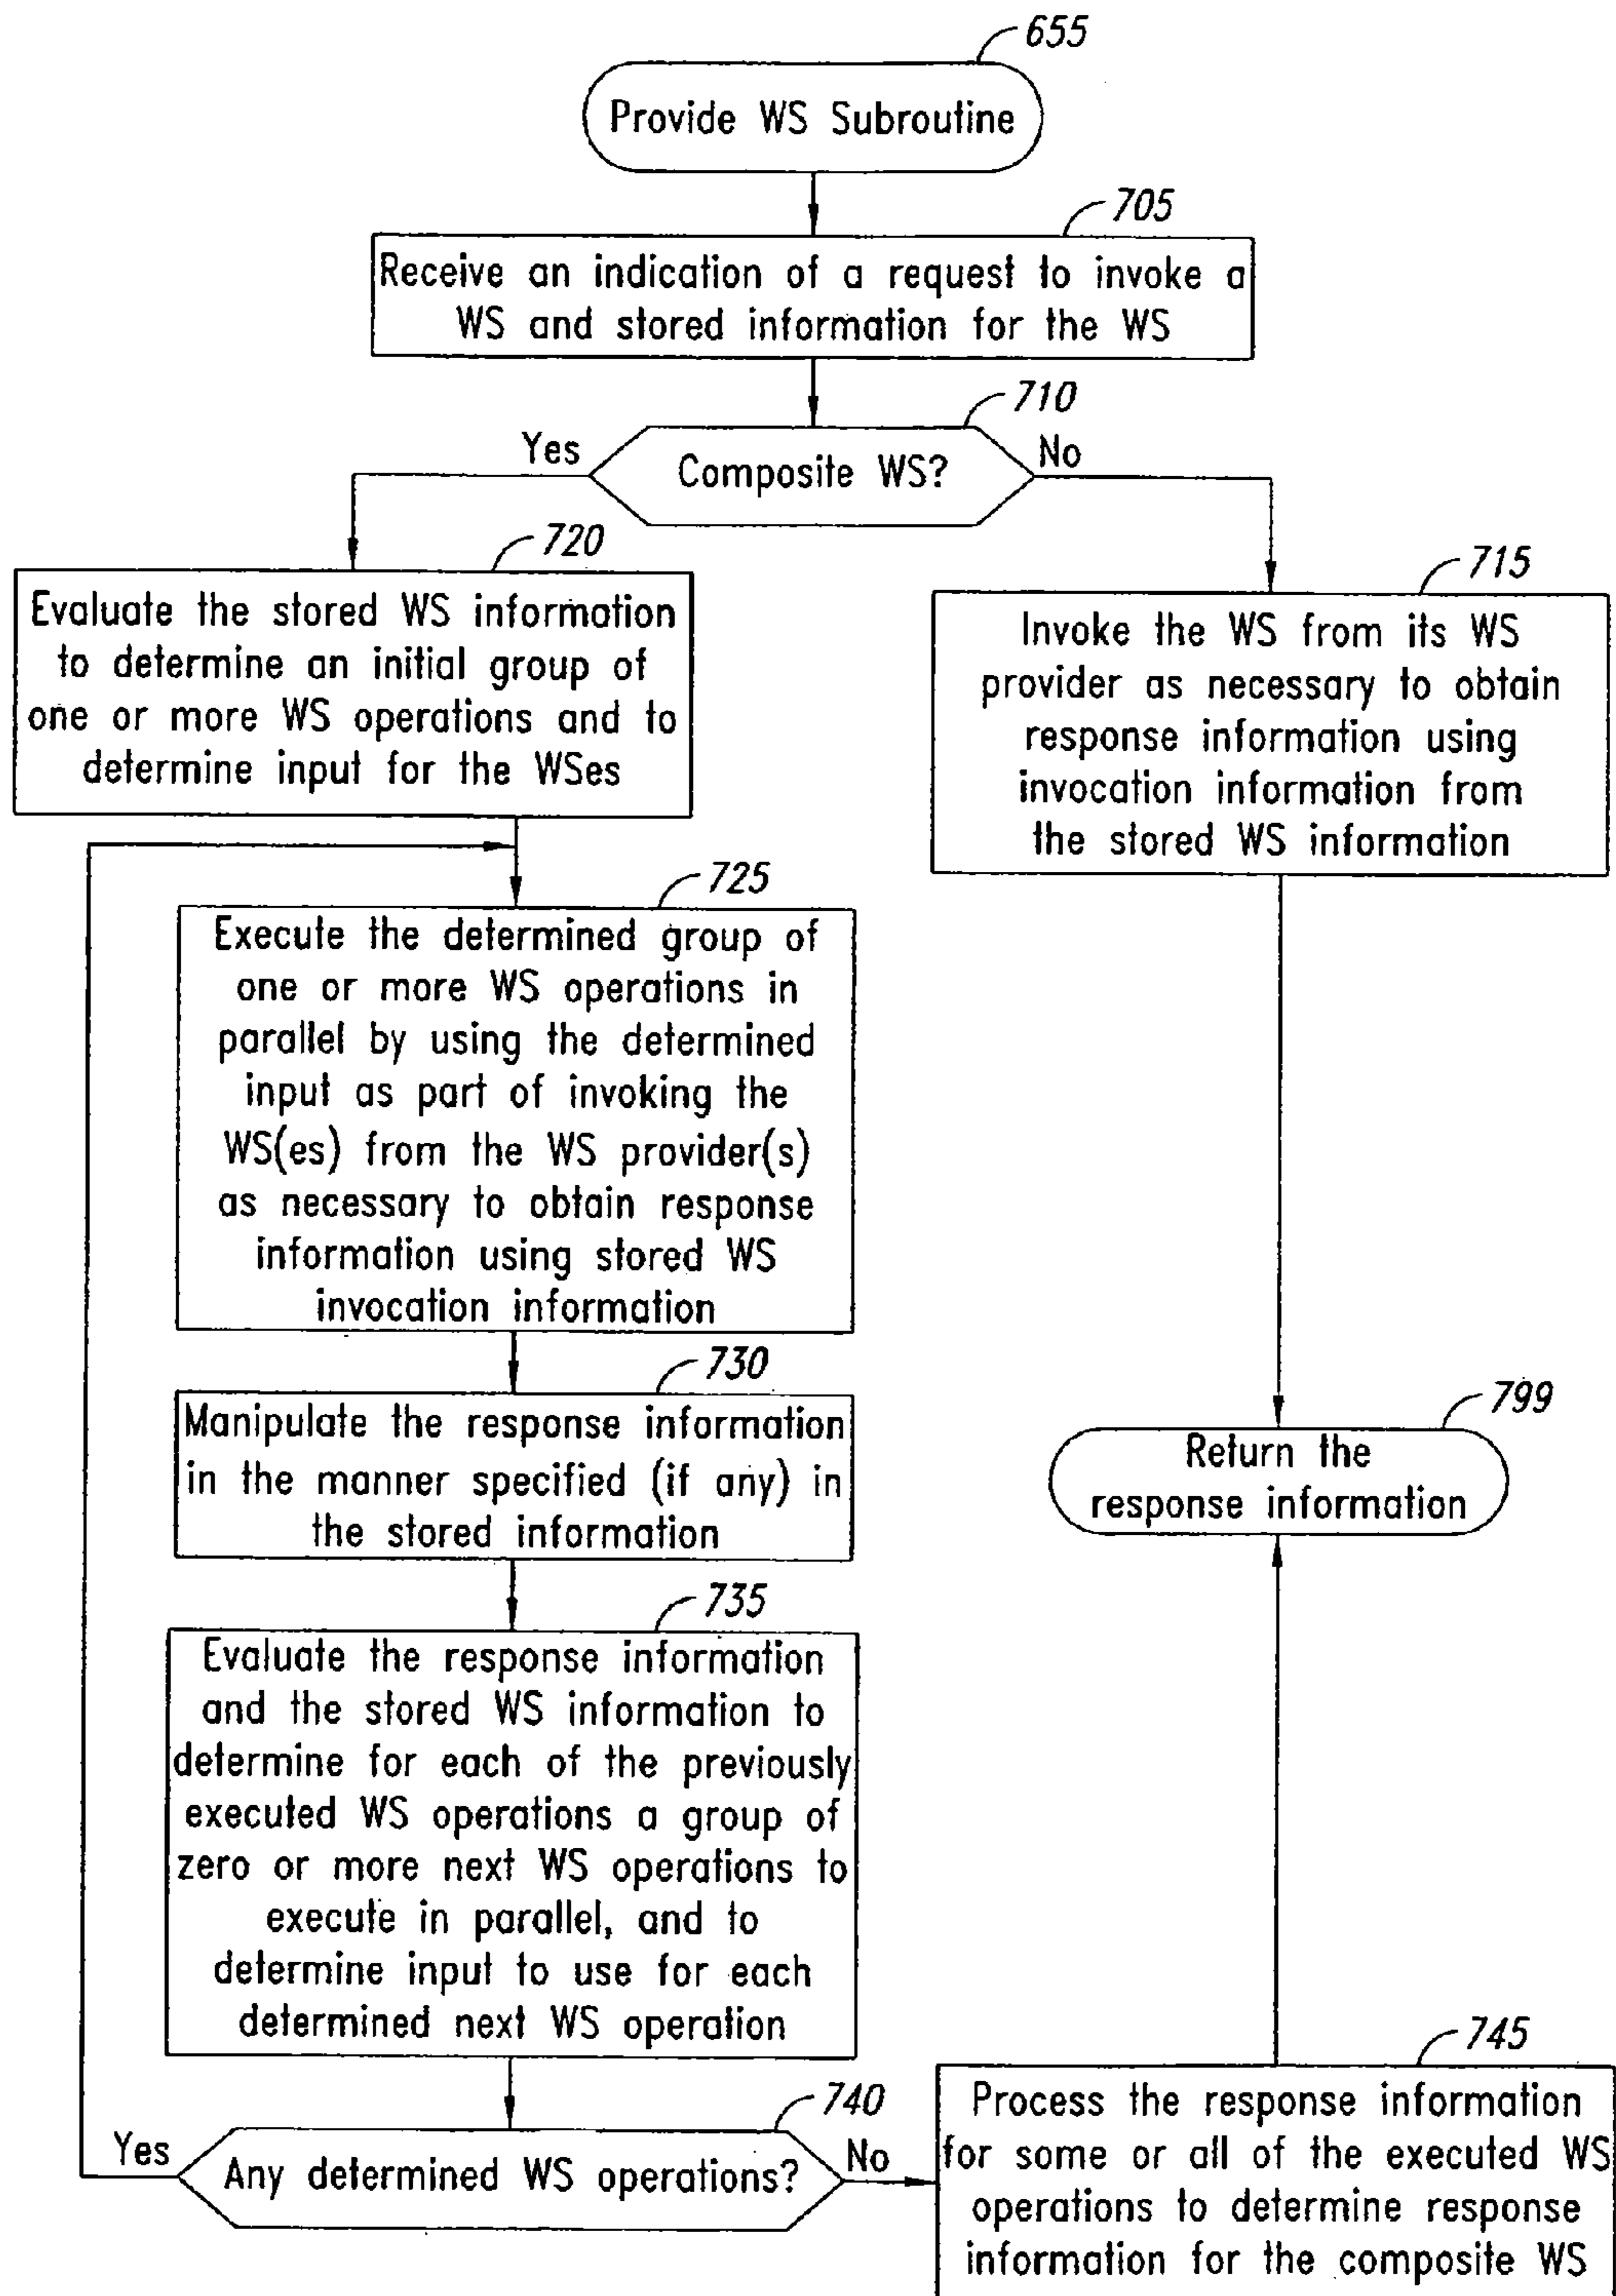 655
Provide WS Subroutine
705
Receive an indication of a request to invoke a
WS and stored information for the WS
710
Yes
Composite WS?
No
720
Evaluate the stored WS information
to determine an initial group of
one or more WS operations and to
determine input for the WSes
715
Invoke the WS from its WS
provider as necessary to obtain
response information using
invocation information from
the stored WS information
725
Execute the determined group of
one or more WS operations in
parallel by using the determined
input as part of invoking the
WS(es) from the WS provider(s)
as necessary to obtain response
information using stored WS
invocation information
730
Manipulate the response information
in the manner specified (if any) in
the stored information
799
Return the
response information
735
Evaluate the response information
and the stored WS information to
determine for each of the previously
executed WS operations a group of
zero or more next WS operations to
execute in parallel, and to
determine input to use for each
determined next WS operation
740
Yes
Any determined WS operations?
No
745
Process the response information
for some or all of the executed WS
operations to determine response
information for the composite WS